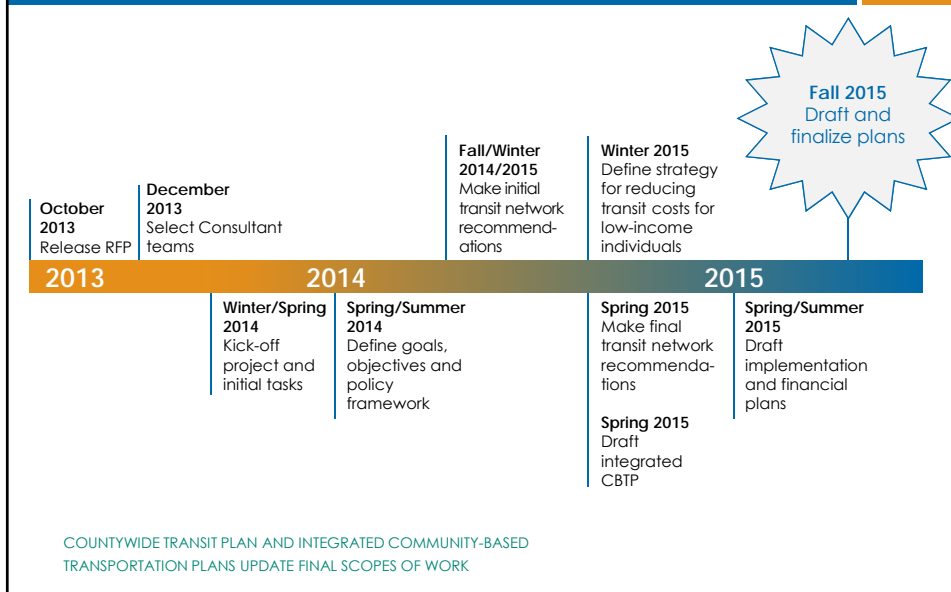 Fall 2015
Draft and
finalize plans
October
2013
Release RFP
December
2013
Select Consultant
teams
Fall/Winter
2014/2015
Make initial
transit network
recommend-
ations
Winter 2015
Define strategy
for reducing
transit costs for
low-income
individuals
2013
2014
2015
Winter/Spring
2014
Kick-off
project and
initial tasks
Spring/Summer
2014
Define goals,
objectives and
policy
framework
Spring 2015
Make final
transit network
recommenda-
tions
Spring 2015
Draft
integrated
CBTP
Spring/Summer
2015
Draft
implementation
and financial
plans
COUNTYWIDE TRANSIT PLAN AND INTEGRATED COMMUNITY-BASED
TRANSPORTATION PLANS UPDATE FINAL SCOPES OF WORK